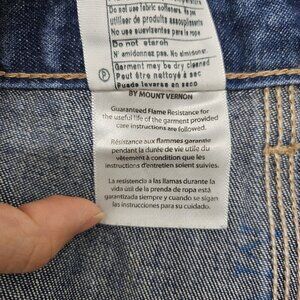 Do not use fabric softeners. Ne pas
utiliser de produits assouplissants
No use suavizantes para la ropa
Do not starch
N' amidonnez pas. No almidonar
Garment may be dry cleaned
Peut être nettoyé à sec
P
Puede lavarse en seco
BY MOUNT VERNON
Guaranteed Flame Resistance for
the useful life of the garment provided
care instructions are followed.
Résistance aux flammes garantie
pendant la durée de vie utile du
vêtement à condition que les
instructions d'entretien soient suivies.
La resistencia a las llamas durante la
vida útil de la prenda de ropa está
garantizada siempre y cuando se sigan
las instrucciones para su cuidado.